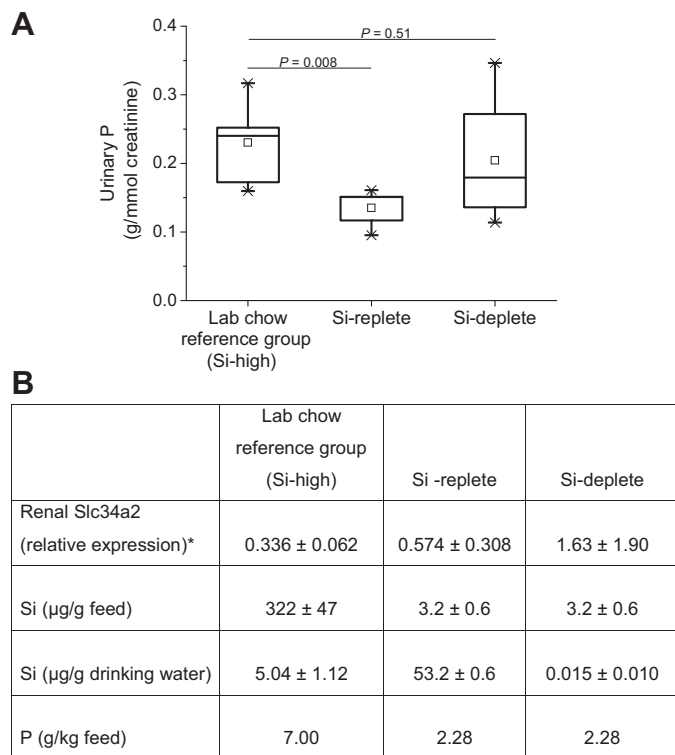 A
P = 0.51
P = 0.008
0.4
0.3
0.2
0.1
0.0
Urinary P
(g/mmol creatinine)
Lab chow
reference group
(Si-high)
Si-replete
Si-deplete
B
Lab chow
reference group
(Si-high)
Si -replete
Si-deplete
Renal Slc34a2
(relative expression)*
0.336 ± 0.062
0.574 ± 0.308
1.63 ± 1.90
Si (µg/g feed)
322 ± 47
3.2 ± 0.6
3.2 ± 0.6
Si (µg/g drinking water)
5.04 ± 1.12
53.2 ± 0.6
0.015 ± 0.010
P (g/kg feed)
7.00
2.28
2.28